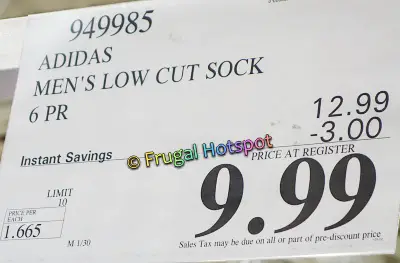 949985
ADIDAS
MEN'S LOW CUT SOCK
6 PR
12.99
-3.00
Instant Savings
© Frugal Hotspot
PRICE AT REGISTER
9.99
LIMIT
10
PRICE PER
EACH
1.665
M 1/30
Sales Tax may be due on all or part of pre-discount price